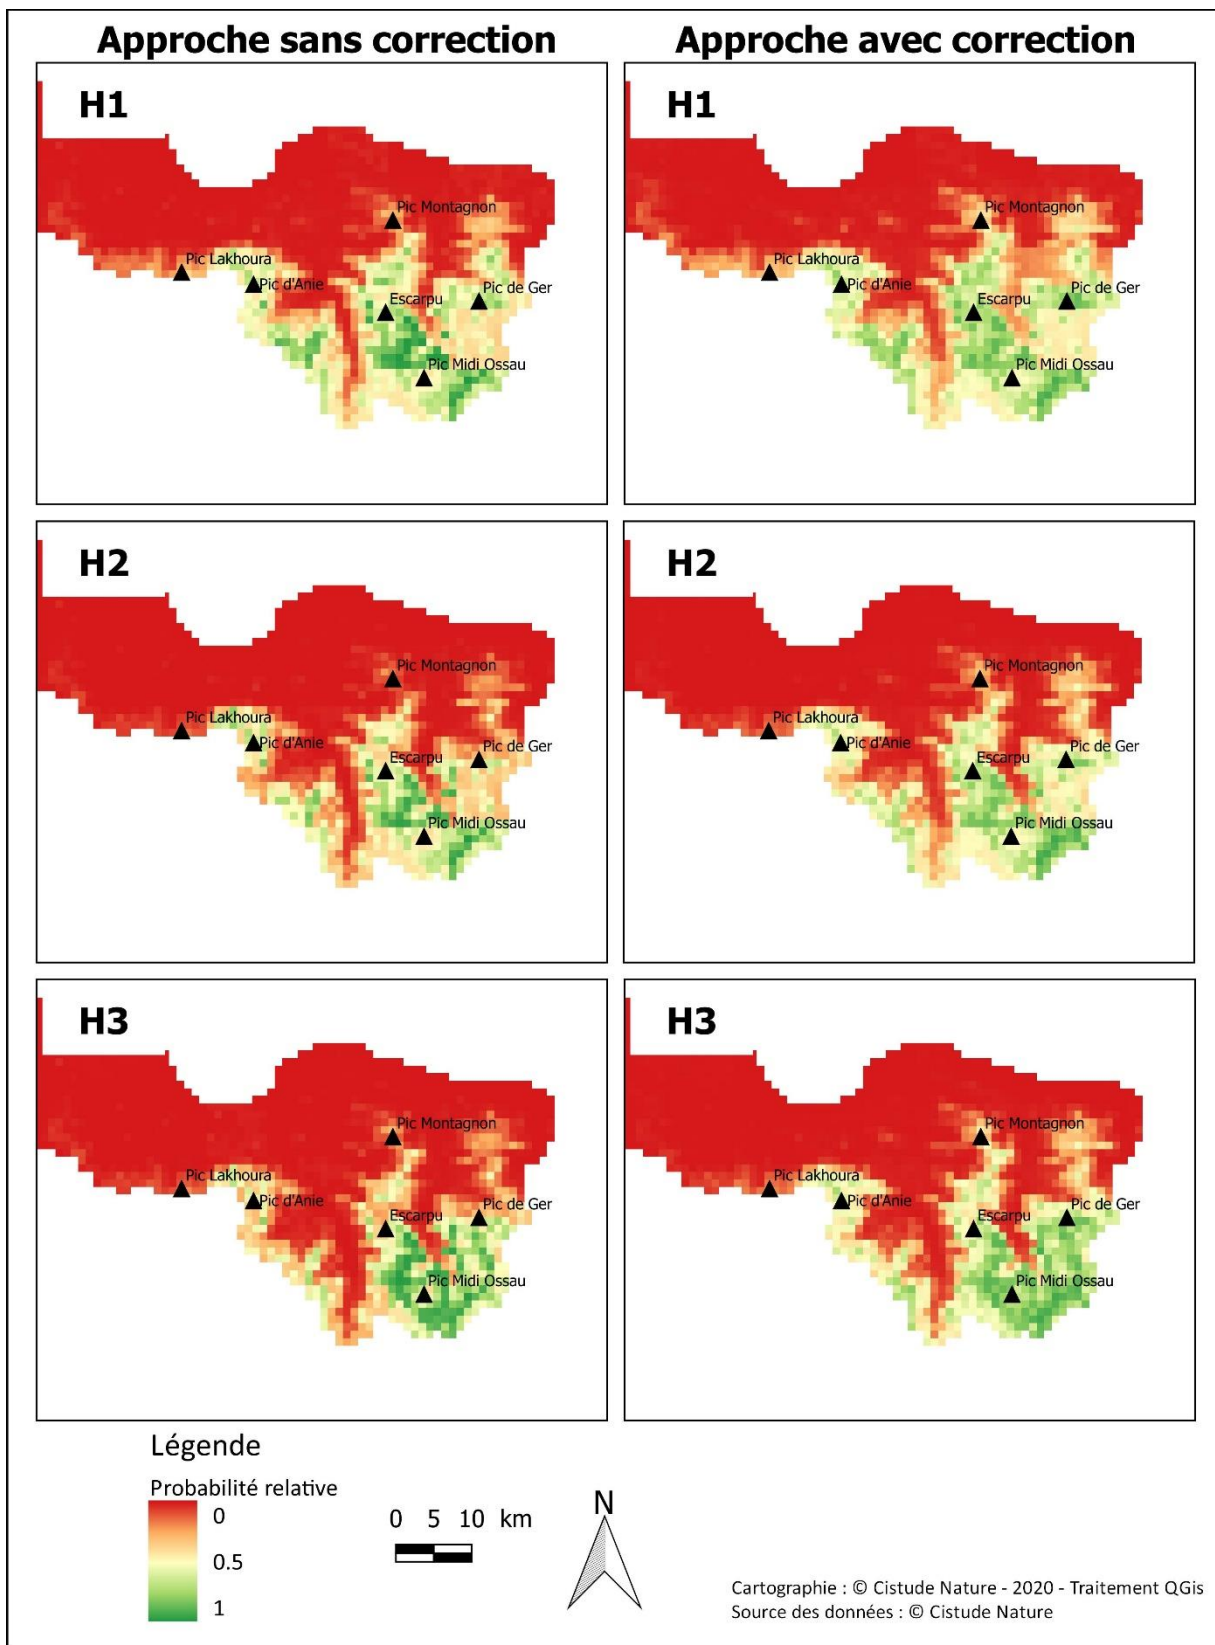 Approche sans correction
Approche avec correction
H1
Pic Montagnon
Pic Lakhoura
Pic d'Anie
Escarpu
Pic de Ger
Pic Midi Ossau
H1
Pic Montagnon
Pic Lakhoura
Pic d'Anie
Escarpu
Pic de Ger
Pic Midi Ossau
H2
Pic Montagnon
Pic Lakhoura
Pic d'Anie
Escarpu
Pic de Ger
Pic Midi Ossau
H2
Pic Montagnon
Pic Lakhoura
Pic d'Anie
Escarpu
Pic de Ger
Pic Midi Ossau
H3
Pic Montagnon
Pic Lakhoura
Pic d'Anie
Escarpu
Pic de Ger
Pic Midi Ossau
H3
Pic Montagnon
Pic Lakhoura
Pic d'Anie
Escarpu
Pic de Ger
Pic Midi Ossau
Légende
Probabilité relative
0
0.5
1
0 5 10 km
N
Cartographie : © Cistude Nature - 2020 - Traitement QGis
Source des données : © Cistude Nature